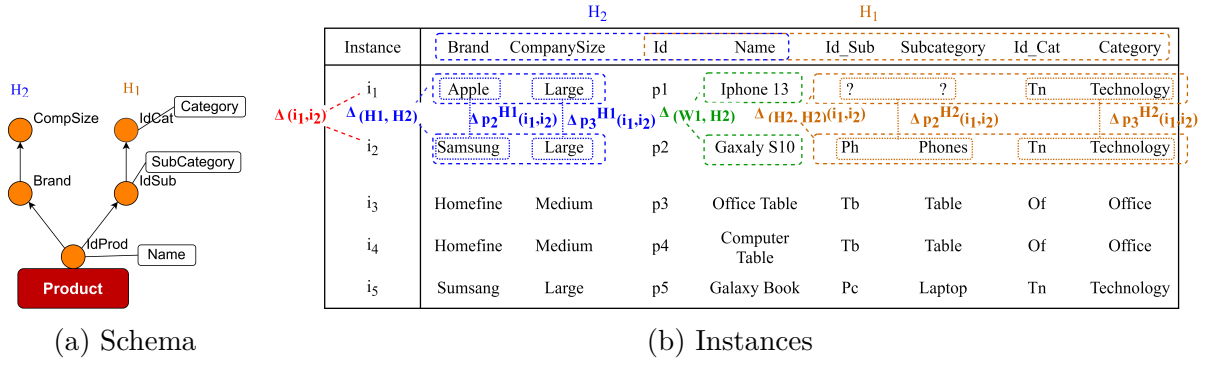 H2 H1
Instance Brand CompanySize Id Name Id_Sub Subcategory Id_Cat Category
i1 Apple Large p1 Iphone 13 ? ? Tn Technology
Δ (i1,i2) Δ (H1, H2) Δ p2H1(i1,i2) Δ p3H1(i1,i2) Δ (W1, H2) Δ (H2, H2)(i1,i2) Δ p2H2(i1,i2) Δ p3H2(i1,i2)
i2 Samsung Large p2 Gaxaly S10 Ph Phones Tn Technology
i3 Homefine Medium p3 Office Table Tb Table Of Office
i4 Homefine Medium p4 Computer Table Tb Table Of Office
i5 Sumsang Large p5 Galaxy Book Pc Laptop Tn Technology
H2 H1
Category
CompSize IdCat
SubCategory
Brand IdSub
IdProd
Name
Product
(a) Schema
(b) Instances